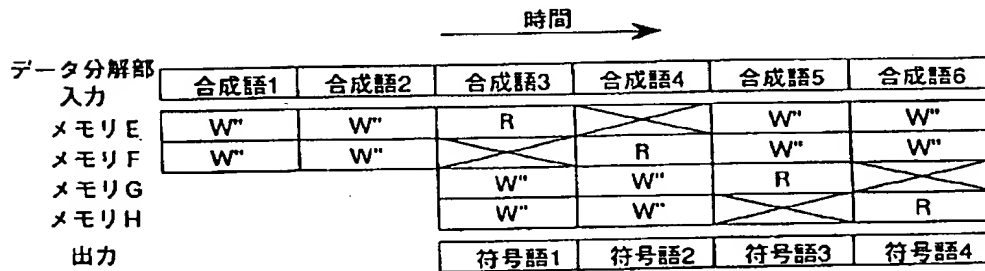 時間
データ分解部
入力
合成語1 合成語2 合成語3 合成語4 合成語5 合成語6
メモリE W" W" R W" W"
メモリF W" W" R W" W"
メモリG W" W" R
メモリH W" W" R
出力 符号語1 符号語2 符号語3 符号語4